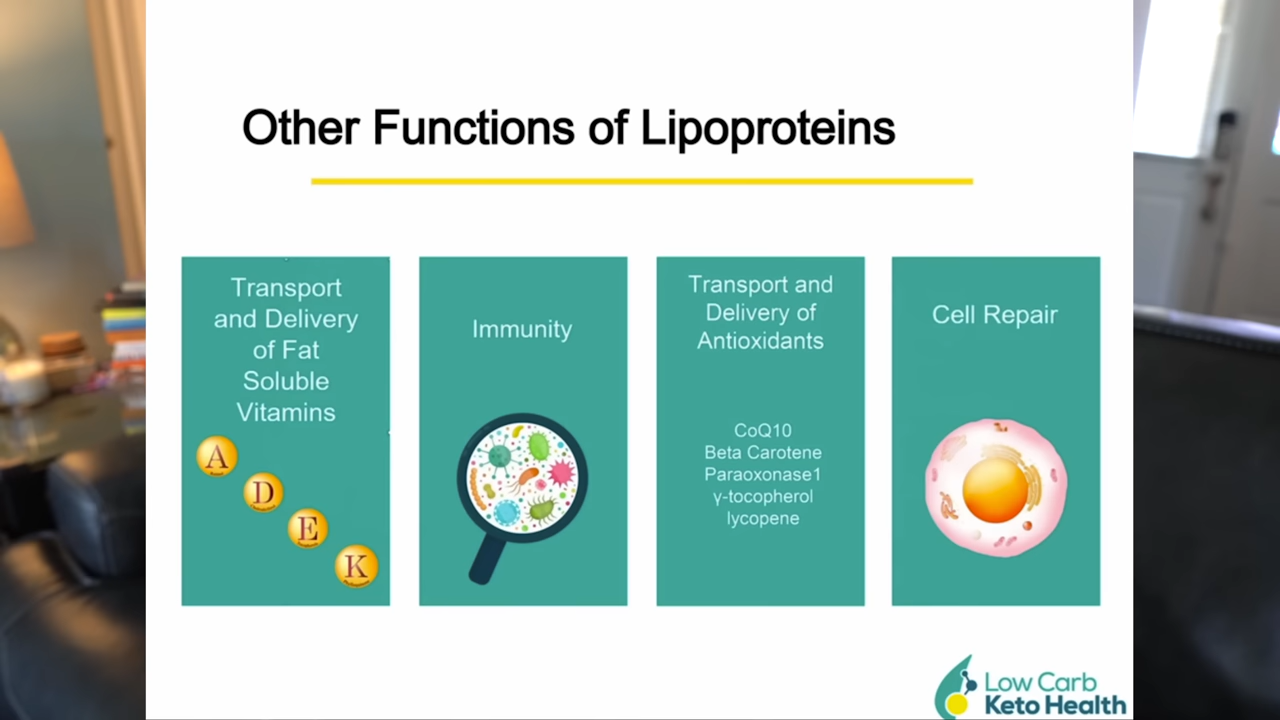 Other Functions of Lipoproteins
Transport
and Delivery
of Fat
Soluble
Vitamins
A
D
E
K
Immunity
Transport and
Delivery of
Antioxidants
CoQ10
Beta Carotene
Paraoxonase1
γ-tocopherol
lycopene
Cell Repair
Low Carb
Keto Health